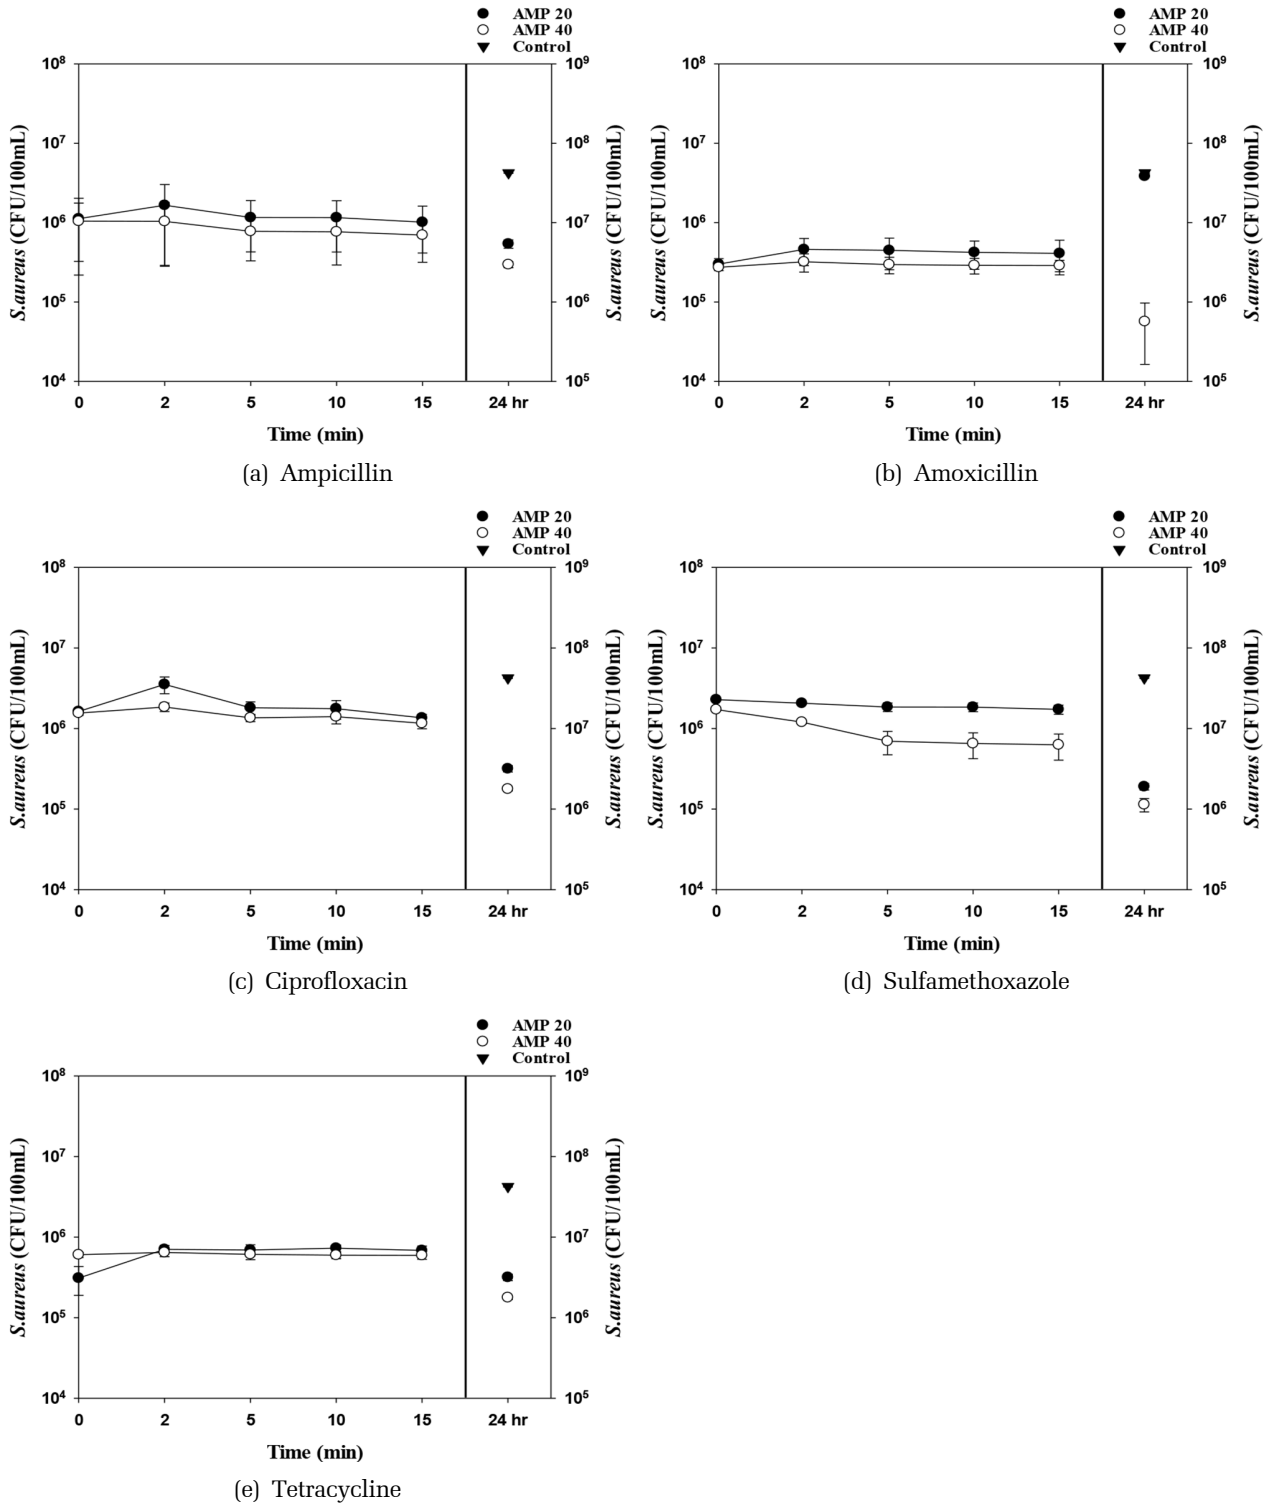 AMP 20
AMP 40
Control
10⁸
10⁷
10⁶
10⁵
10⁴
10⁹
10⁸
10⁷
10⁶
10⁵
S.aureus (CFU/100mL)
S.aureus (CFU/100mL)
0 2 5 10 15 24 hr
Time (min)
(a) Ampicillin
AMP 20
AMP 40
Control
10⁸
10⁷
10⁶
10⁵
10⁴
10⁹
10⁸
10⁷
10⁶
10⁵
S.aureus (CFU/100mL)
S.aureus (CFU/100mL)
0 2 5 10 15 24 hr
Time (min)
(b) Amoxicillin
AMP 20
AMP 40
Control
10⁸
10⁷
10⁶
10⁵
10⁴
10⁹
10⁸
10⁷
10⁶
10⁵
S.aureus (CFU/100mL)
S.aureus (CFU/100mL)
0 2 5 10 15 24 hr
Time (min)
(c) Ciprofloxacin
AMP 20
AMP 40
Control
10⁸
10⁷
10⁶
10⁵
10⁴
10⁹
10⁸
10⁷
10⁶
10⁵
S.aureus (CFU/100mL)
S.aureus (CFU/100mL)
0 2 5 10 15 24 hr
Time (min)
(d) Sulfamethoxazole
AMP 20
AMP 40
Control
10⁸
10⁷
10⁶
10⁵
10⁴
10⁹
10⁸
10⁷
10⁶
10⁵
S.aureus (CFU/100mL)
S.aureus (CFU/100mL)
0 2 5 10 15 24 hr
Time (min)
(e) Tetracycline